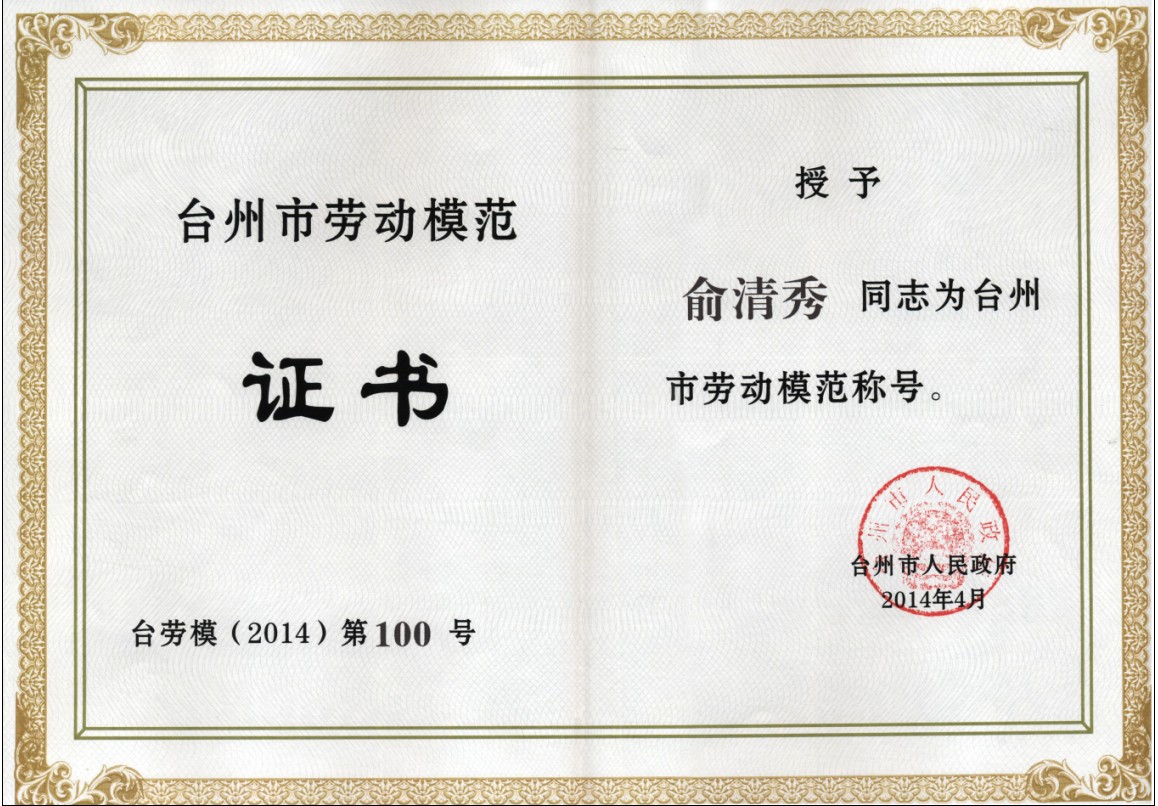 台州市劳动模范
证书
台劳模（2014）第100 号
授予
俞清秀 同志为台州
市劳动模范称号。
州市人民政
台州市人民政府
2014年4月